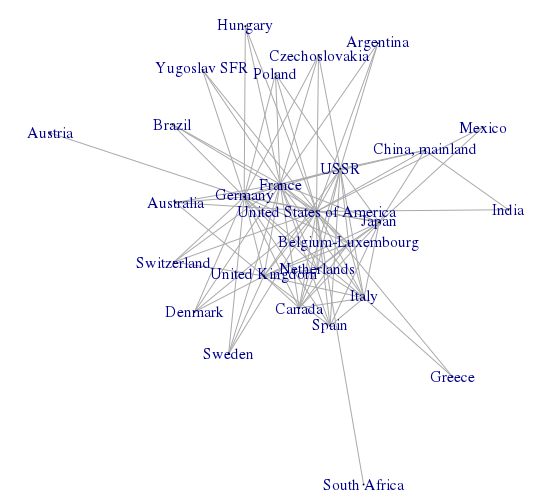 Hungary
Argentina
Czechoslovakia
Yugoslav SFR
Poland
Brazil
Mexico
Austria
China, mainland
USSR
France
Germany
Australia
United States of America
India
Japan
Belgium-Luxembourg
Switzerland
United Kingdom
Netherlands
Italy
Denmark
Canada
Spain
Sweden
Greece
South Africa